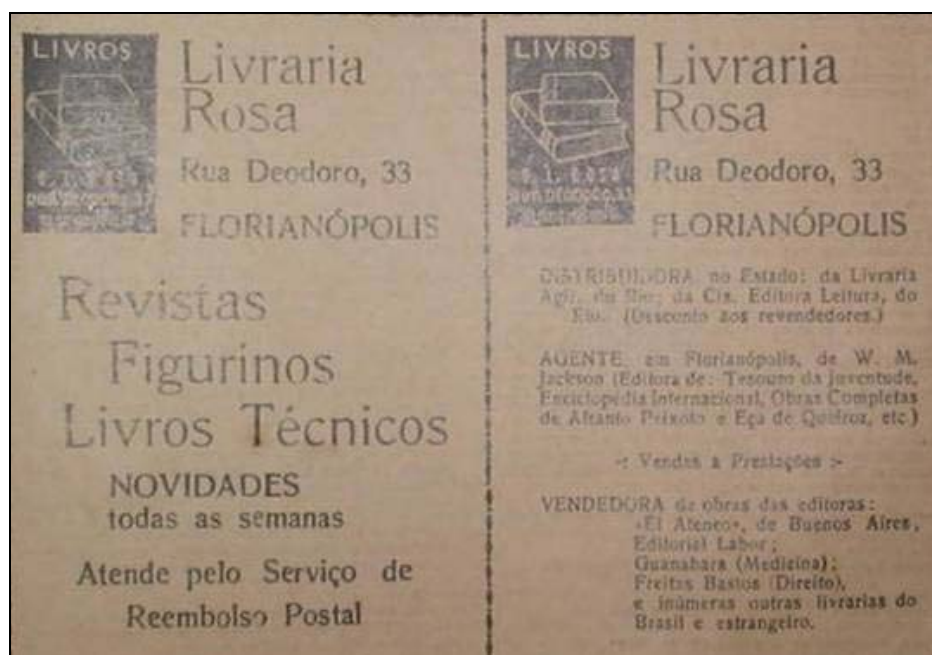 LIVROS
Livraria
Rosa
Rua Deodoro, 33
FLORIANÓPOLIS
Revistas
Figurinos
Livros Técnicos
NOVIDADES
todas as semanas
Atende pelo Serviço de
Reembolso Postal
LIVROS
Livraria
Rosa
Rua Deodoro, 33
FLORIANÓPOLIS
DISTRIBUIDORA no Estado: da Livraria
Agir, do Rio; da Cia. Editora Leitura, do
Rio. (Desconto aos revendedores.)
AGENTE, em Florianópolis, de W. M.
Jackson (Editora de: Tesouro da Juventude,
Enciclopédia Internacional, Obras Completas
de Afranio Peixoto e Eça de Queiroz, etc.)
-: Vendas a Prestações :-
VENDEDORA de obras das editoras:
«El Ateneo», de Buenos Aires,
Editorial Labor;
Guanabara (Medicina);
Freitas Bastos (Direito),
e inúmeras outras livrarias do
Brasil e estrangeiro.